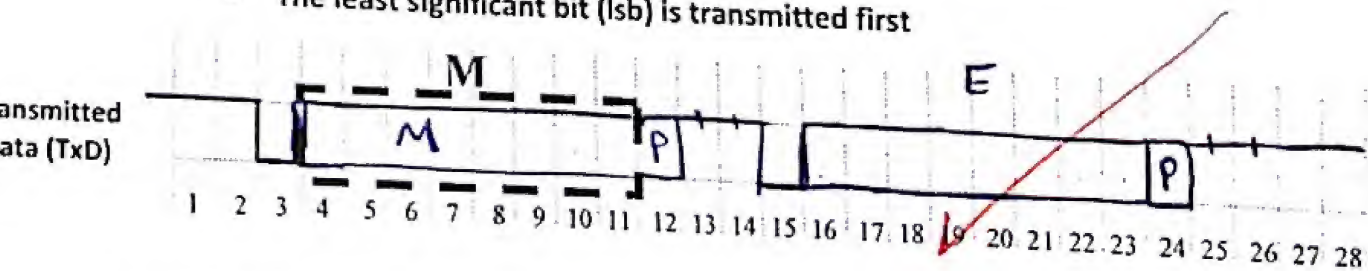 The least significant bit (lsb) is transmitted first
M E
ansmitted
ata (TxD)
M P P
1 2 3 4 5 6 7 8 9 10 11 12 13 14 15 16 17 18 19 20 21 22 23 24 25 26 27 28